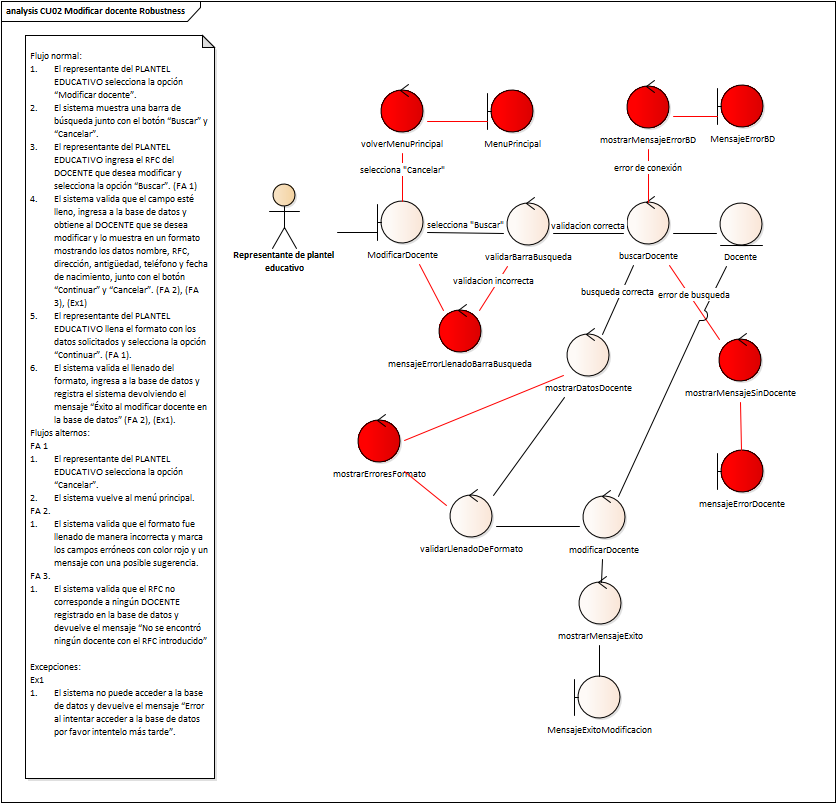 analysis CU02 Modificar docente Robustness
Flujo normal:
1. El representante del PLANTEL
EDUCATIVO selecciona la opción
“Modificar docente”.
2. El sistema muestra una barra de
búsqueda junto con el botón “Buscar” y
“Cancelar”.
3. El representante del PLANTEL
EDUCATIVO ingresa el RFC del
DOCENTE que desea modificar y
selecciona la opción “Buscar”. (FA 1)
4. El sistema valida que el campo esté
lleno, ingresa a la base de datos y
obtiene al DOCENTE que se desea
modificar y lo muestra en un formato
mostrando los datos nombre, RFC,
dirección, antigüedad, teléfono y fecha
de nacimiento, junto con el botón
“Continuar” y “Cancelar”. (FA 2), (FA
3), (Ex1)
5. El representante del PLANTEL
EDUCATIVO llena el formato con los
datos solicitados y selecciona la opción
“Continuar”. (FA 1).
6. El sistema valida el llenado del
formato, ingresa a la base de datos y
registra el sistema devolviendo el
mensaje “Éxito al modificar docente en
la base de datos” (FA 2), (Ex1).
Flujos alternos:
FA 1
1. El representante del PLANTEL
EDUCATIVO selecciona la opción
“Cancelar”.
2. El sistema vuelve al menú principal.
FA 2.
1. El sistema valida que el formato fue
llenado de manera incorrecta y marca
los campos erróneos con color rojo y un
mensaje con una posible sugerencia.
FA 3.
1. El sistema valida que el RFC no
corresponde a ningún DOCENTE
registrado en la base de datos y
devuelve el mensaje “No se encontró
ningún docente con el RFC introducido”
Excepciones:
Ex1
1. El sistema no puede acceder a la base
de datos y devuelve el mensaje “Error
al intentar acceder a la base de datos
por favor intentelo más tarde”.
volverMenuPrincipal
MenuPrincipal
mostrarMensajeErrorBD
MensajeErrorBD
selecciona "Cancelar"
error de conexión
Representante de plantel
educativo
ModificarDocente
selecciona "Buscar"
validarBarraBusqueda
validacion correcta
buscarDocente
Docente
validacion incorrecta
busqueda correcta
error de busqueda
mensajeErrorLlenadoBarraBusqueda
mostrarDatosDocente
mostrarMensajeSinDocente
mostrarErroresFormato
mensajeErrorDocente
validarLlenadoDeFormato
modificarDocente
mostrarMensajeExito
MensajeExitoModificacion